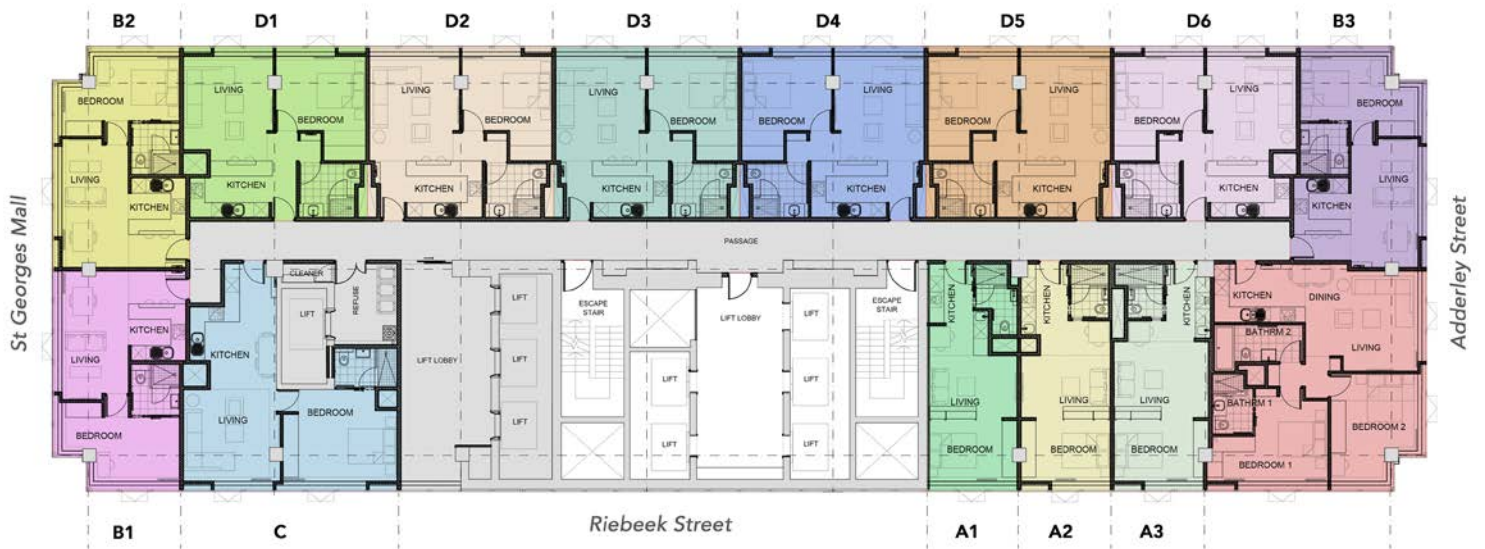 B2 D1 D2 D3 D4 D5 D6 B3
BEDROOM
LIVING
KITCHEN
LIVING
BEDROOM
KITCHEN
LIVING
BEDROOM
KITCHEN
LIVING
BEDROOM
KITCHEN
BEDROOM
LIVING
KITCHEN
BEDROOM
LIVING
KITCHEN
BEDROOM
LIVING
KITCHEN
BEDROOM
LIVING
KITCHEN
St Georges Mall
PASSAGE
Adderley Street
LIVING
KITCHEN
BEDROOM
CLEANER
LIFT
REFUSE
KITCHEN
LIVING
BEDROOM
LIFT LOBBY
LIFT
LIFT
LIFT
ESCAPE
STAIR
LIFT
LIFT
LIFT LOBBY
LIFT
LIFT
LIFT
ESCAPE
STAIR
KITCHEN
LIVING
BEDROOM
KITCHEN
LIVING
BEDROOM
KITCHEN
LIVING
BEDROOM
KITCHEN
DINING
BATHRM 2
LIVING
BATHRM 1
BEDROOM 2
BEDROOM 1
Riebeek Street
B1 C A1 A2 A3